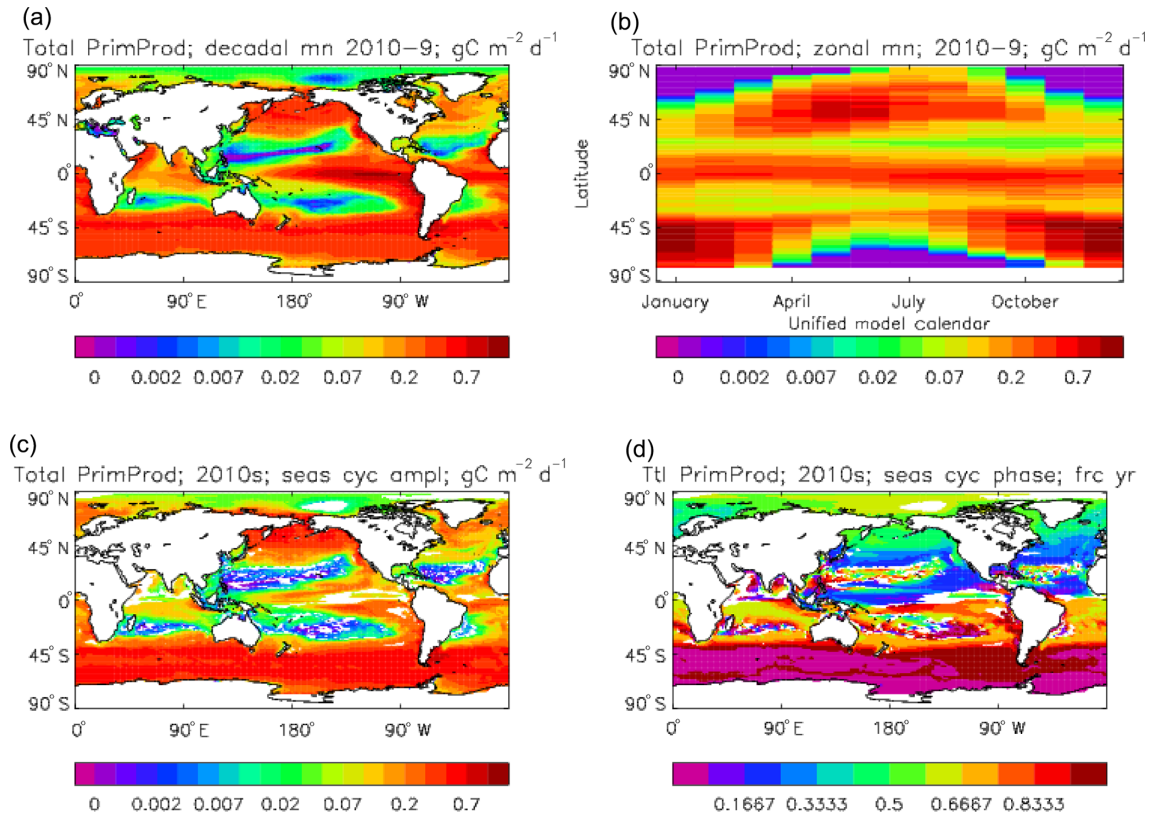 (a)
Total PrimProd; decadal mn 2010-9; gC m⁻² d⁻¹
90° N
45° N
0°
45° S
90° S
0° 90° E 180° 90° W
0 0.002 0.007 0.02 0.07 0.2 0.7
(b)
Total PrimProd; zonal mn; 2010-9; gC m⁻² d⁻¹
90° N
45° N
0°
45° S
90° S
Latitude
January April July October
Unified model calendar
0 0.002 0.007 0.02 0.07 0.2 0.7
(c)
Total PrimProd; 2010s; seas cyc ampl; gC m⁻² d⁻¹
90° N
45° N
0°
45° S
90° S
0° 90° E 180° 90° W
0 0.002 0.007 0.02 0.07 0.2 0.7
(d)
Ttl PrimProd; 2010s; seas cyc phase; frc yr
90° N
45° N
0°
45° S
90° S
0° 90° E 180° 90° W
0.1667 0.3333 0.5 0.6667 0.8333